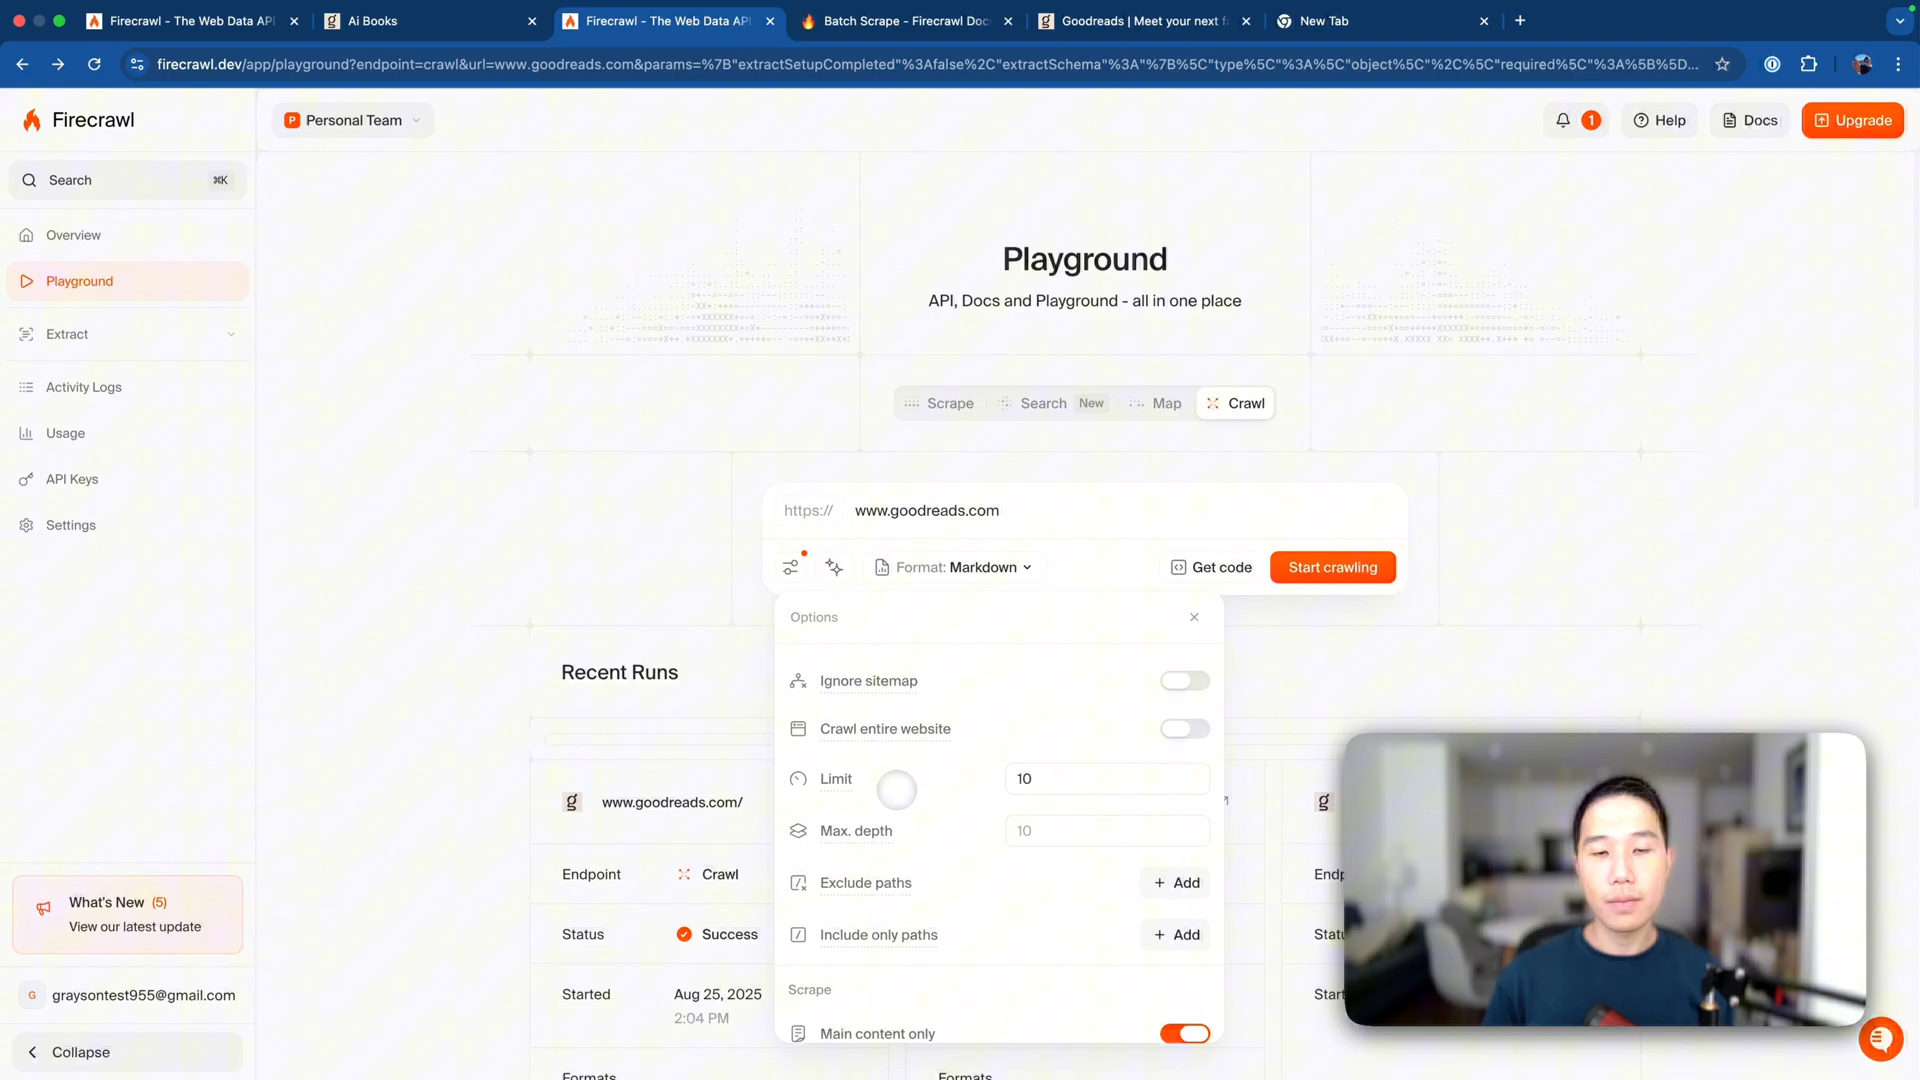 Firecrawl - The Web Data API
Ai Books
Firecrawl - The Web Data API
Batch Scrape - Firecrawl Doc
Goodreads | Meet your next f
New Tab
firecrawl.dev/app/playground?endpoint=crawl&url=www.goodreads.com&params=%7B"extractSetupCompleted"%3Afalse%2C"extractSchema"%3A"%7B%5C"type%5C"%3A%5C"object%5C"%2C%5C"required%5C"%3A%5B%5D...
Firecrawl
P Personal Team
1
Help
Docs
Upgrade
Search
⌘K
Overview
Playground
Extract
Activity Logs
Usage
API Keys
Settings
Playground
API, Docs and Playground - all in one place
Scrape
Search New
Map
Crawl
https:// www.goodreads.com
Format: Markdown
Get code
Start crawling
Options
Ignore sitemap
Crawl entire website
Limit 10
Max. depth 10
Exclude paths + Add
Include only paths + Add
Scrape
Main content only
Recent Runs
g www.goodreads.com/
g
Endpoint Crawl
Status Success
Started Aug 25, 2025
2:04 PM
Formats
Formats
What's New (5)
View our latest update
G graysontest955@gmail.com
Collapse